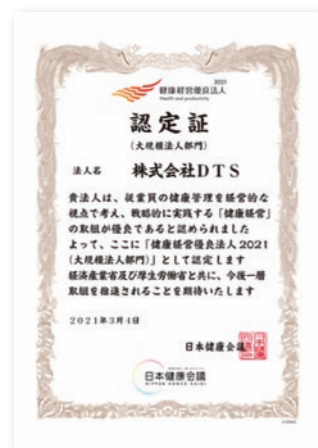 2021
健康経営優良法人
Health and productivity
認定証
(大規模法人部門)
法人名 株式会社DTS
貴法人は、従業員の健康管理を経営的な
視点で考え、戦略的に実践する「健康経営」
の取組が優良であると認められました
よって、ここに「健康経営優良法人2021
(大規模法人部門)」として認定します
経済産業省及び厚生労働省と共に、今後一層
取組を推進されることを期待いたします
2021年3月4日
日本健康会議
日本健康会議
NIPPON KENKO KAIGI